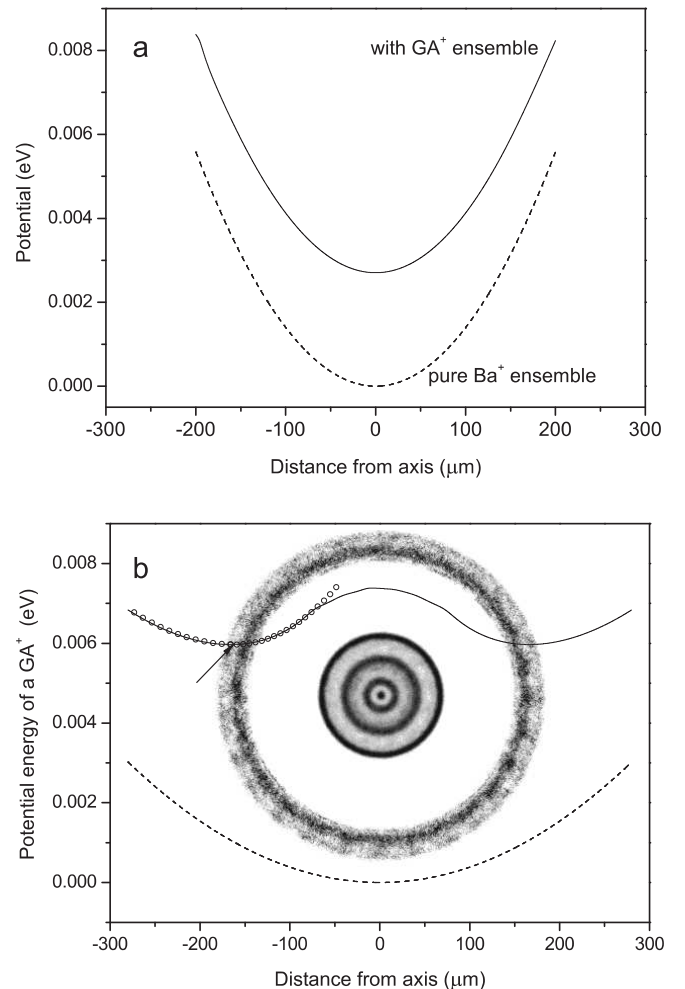 a
with GA⁺ ensemble
pure Ba⁺ ensemble
Potential (eV)
0.008
0.006
0.004
0.002
0.000
-300 -200 -100 0 100 200 300
Distance from axis (μm)
b
Potential energy of a GA⁺ (eV)
0.008
0.006
0.004
0.002
0.000
-300 -200 -100 0 100 200 300
Distance from axis (μm)